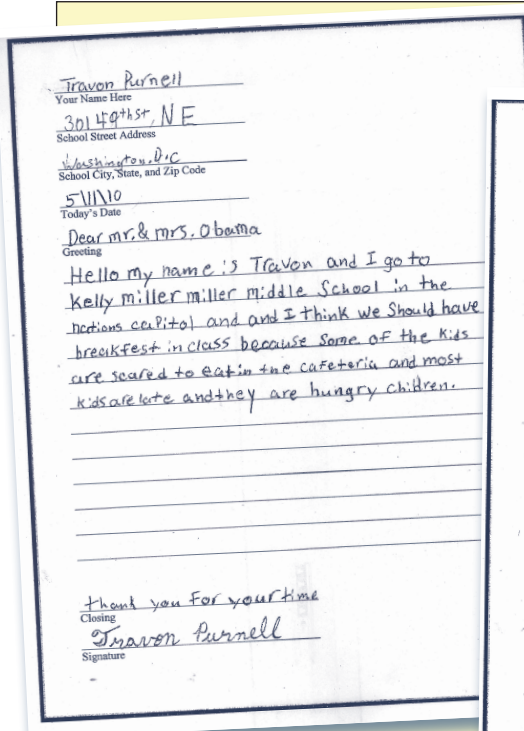 Travon Purnell
Your Name Here
301 49th st, NE
School Street Address
Washington, D.C
School City, State, and Zip Code
5\11\10
Today's Date
Dear mr. & mrs. Obama
Greeting
Hello my name is Travon and I go to
Kelly miller miller middle School in the
nations capitol and and I think we Should have
breakfest in class because Some of the kids
are scared to eat in the cafeteria and most
kids are late and they are hungry children.
thank you For your time
Closing
Travon Purnell
Signature